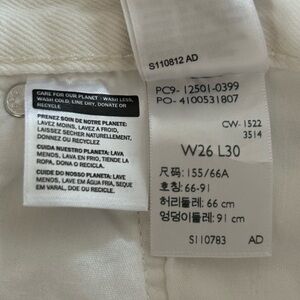 CARE FOR OUR PLANET: WASH LESS,
WASH COLD, LINE DRY, DONATE OR
RECYCLE
PRENEZ SOIN DE NOTRE PLANÈTE:
LAVEZ MOINS, LAVEZ À FROID,
LAISSEZ SÉCHER NATURELLEMENT,
DONNEZ OU RECYCLEZ
CUIDA NUESTRO PLANETA: LAVA
MENOS, LAVA EN FRÍO, TIENDE LA
ROPA, DONA O RECICLA.
CUIDE DO NOSSO PLANETA: LAVE
MENOS, LAVE EM ÁGUA FRIA, SEQUE
EM VARAL, DOE OU RECICLE.
S110812 AD
PC9- 12501-0399
PO- 4100531807
CW- 1522
3514
W26 L30
尺码: 155/66A
호칭: 66-91
허리둘레: 66 cm
엉덩이둘레: 91 cm
S110783 AD